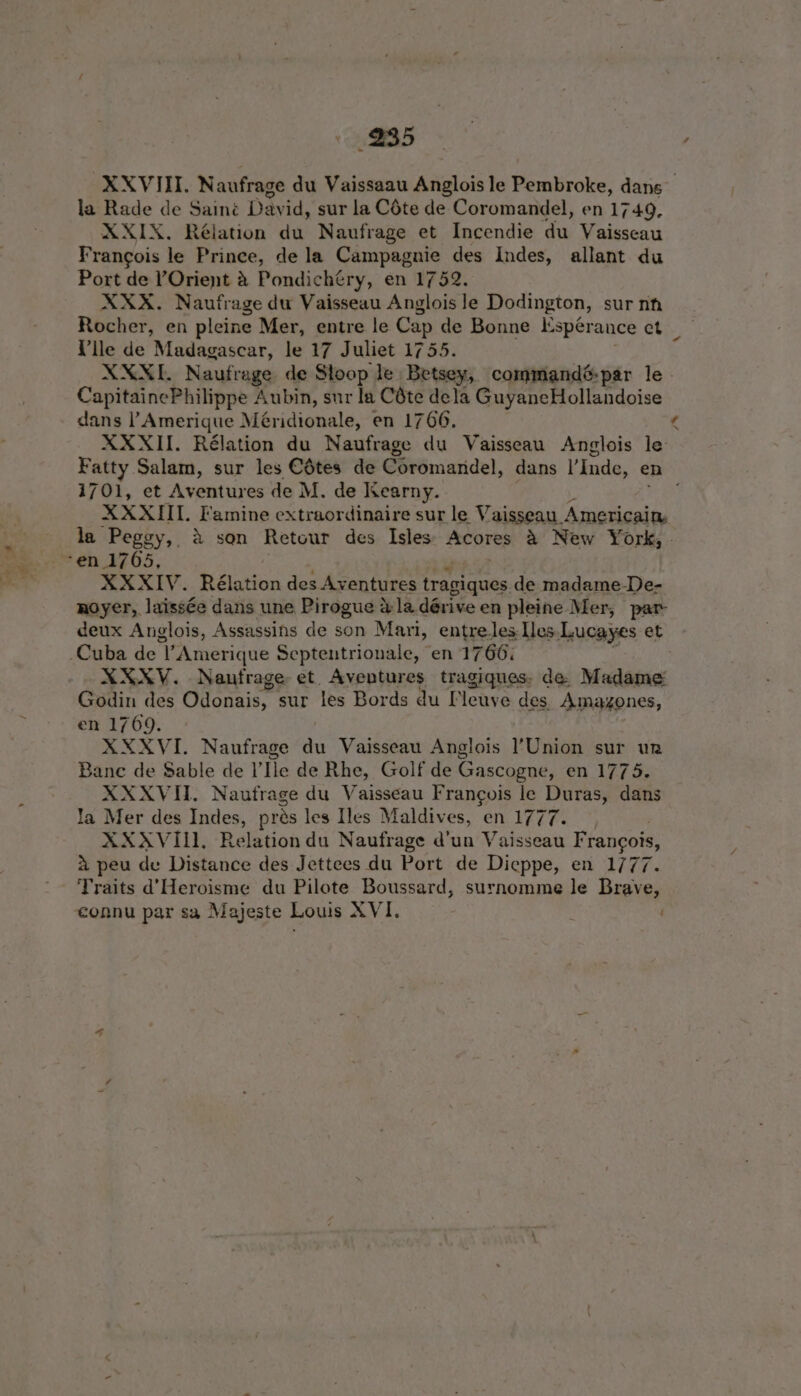 235
XXVIII. Naufrage du Vaissaau Anglois le Pembroke, dans
la Rade de Saint David, sur la Côte de Coromandel, en 1749.
XXIX. Rélation du Naufrage et Incendie du Vaisseau
François le Prince, de la Campagnie des Indes, allant du
Port de l'Orient à Pondichéry, en 1752.
XXX. Naufrage du Vaisseau Anglois le Dodington, sur nh
Rocher, en pleine Mer, entre le Cap de Bonne Espérance et
l'Ile de Madagascar, le 17 Juliet 1755.
XXXI. Naufrage de Sloop le Betsey, commandé par le
CapitainePhilippe Aubin, sur la Côte dela GuyaneHollandoise
dans l'Amerique Méridionale, en 1766.
XXXII. Rélation du Naufrage du Vaisseau Anglois le
Fatty Salam, sur les Côtes de Coromandel, dans l'Inde, en
1701, et Aventures de M. de Kearny.
XXXIII. Famine extraordinaire sur le Vaisseau Americain,
la Peggy, à son Retour des Isles Acores à New York,
en 1765.
XXXIV. Rélation des Aventures tragiques de madame De-
noyer, laissée dans une Pirogue à la dérive en pleine Mer, par
deux Anglois, Assassins de son Mari, entre les Iles Lucayes et
Cuba de l'Amerique Septentrionale, en 1766.
XXXV. Naufrage et Aventures tragiques de Madame
Godin des Odonais, sur les Bords du Fleuve des Amazones,
en 1769.
XXXVI. Naufrage du Vaisseau Anglois l'Union sur un
Banc de Sable de l'Ile de Rhe, Golf de Gascogne, en 1775.
XXXVII. Naufrage du Vaisseau François le Duras, dans
la Mer des Indes, près les Iles Maldives, en 1777.
XXXVIII. Relation du Naufrage d'un Vaisseau François,
à peu de Distance des Jettees du Port de Dieppe, en 1777.
Traits d'Heroisme du Pilote Boussard, surnomme le Brave,
connu par sa Majeste Louis XVI.